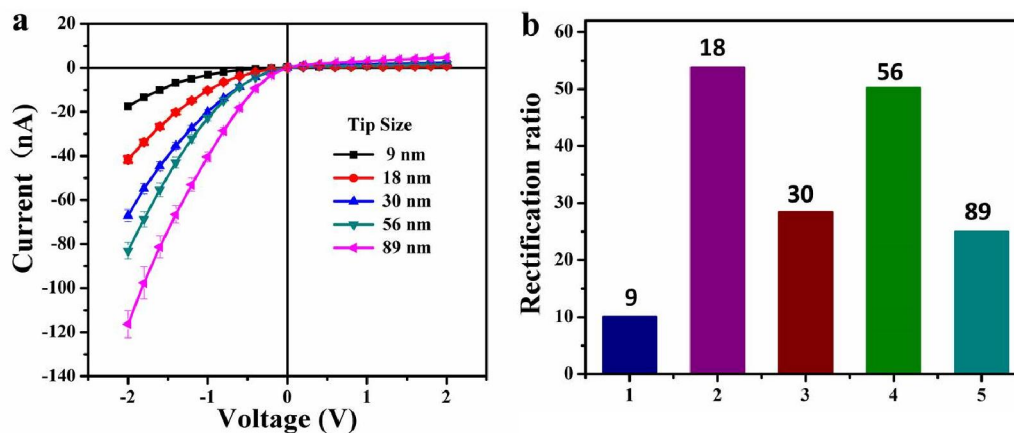 a
20
0
-20
-40
-60
-80
-100
-120
-140
Current (nA)
Tip Size
9 nm
18 nm
30 nm
56 nm
89 nm
-2
-1
0
1
2
Voltage (V)
b
60
50
40
30
20
10
0
Rectification ratio
9
18
30
56
89
1
2
3
4
5